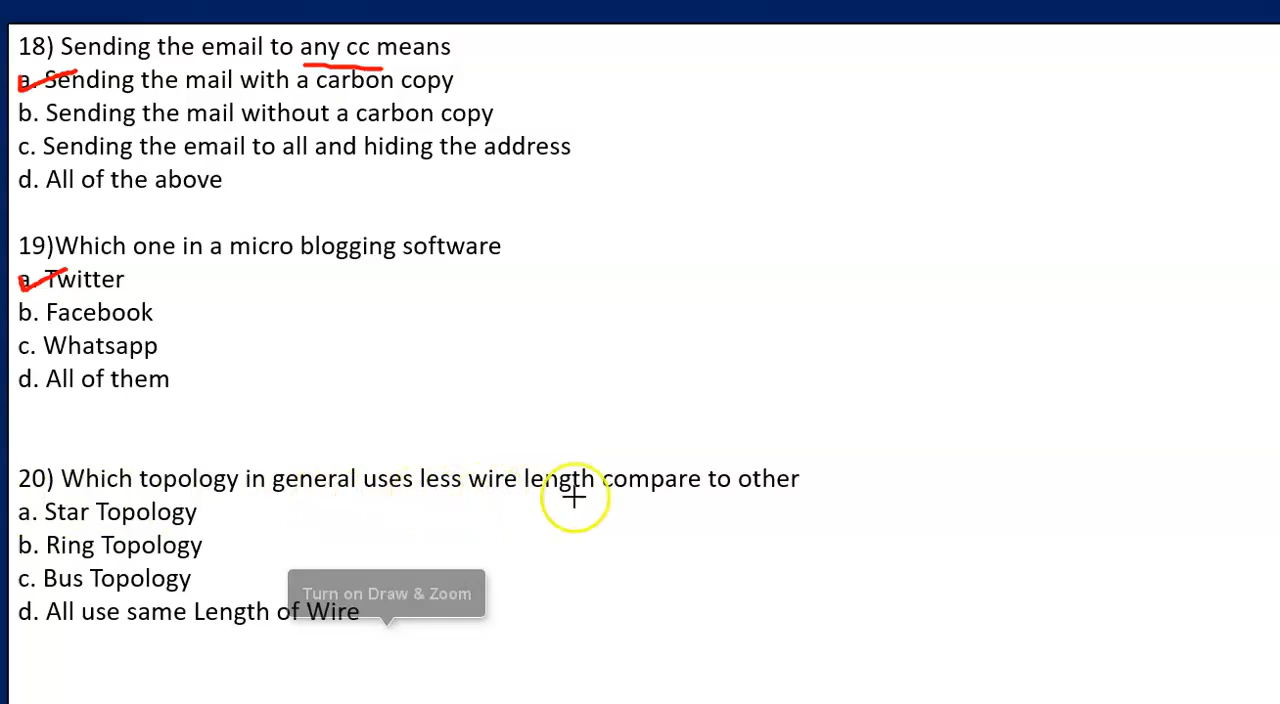 18) Sending the email to any cc means
a. Sending the mail with a carbon copy
b. Sending the mail without a carbon copy
c. Sending the email to all and hiding the address
d. All of the above
19)Which one in a micro blogging software
a. Twitter
b. Facebook
c. Whatsapp
d. All of them
20) Which topology in general uses less wire length compare to other
a. Star Topology
b. Ring Topology
c. Bus Topology
Turn on Draw & Zoom
d. All use same Length of Wire